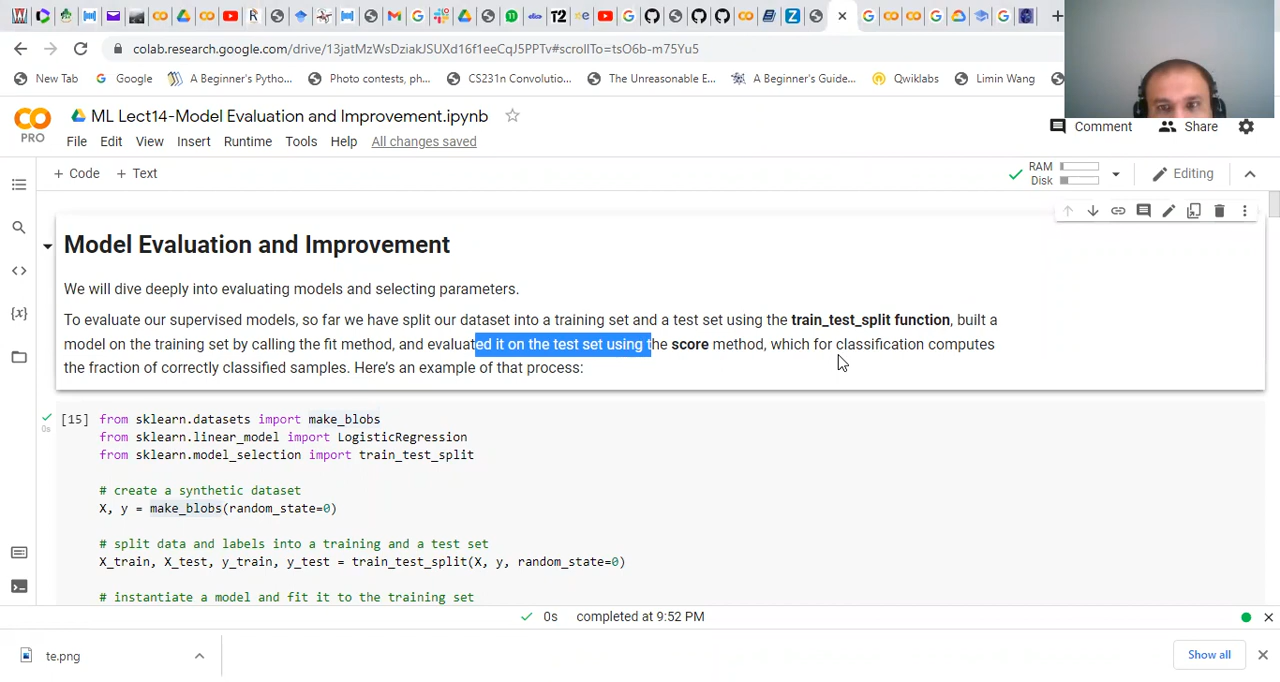 colab.research.google.com/drive/13jatMzWsDziakJSUXd16f1eeCqJ5PPTv#scrollTo=tsO6b-m75Yu5
New Tab Google A Beginner's Pytho... Photo contests, ph... CS231n Convolutio... The Unreasonable E... A Beginner's Guide... Qwiklabs Limin Wang
ML Lect14-Model Evaluation and Improvement.ipynb
PRO
Comment Share
File Edit View Insert Runtime Tools Help All changes saved
+ Code + Text
RAM
Disk
Editing
Model Evaluation and Improvement
We will dive deeply into evaluating models and selecting parameters.
To evaluate our supervised models, so far we have split our dataset into a training set and a test set using the train_test_split function, built a
model on the training set by calling the fit method, and evaluated it on the test set using the score method, which for classification computes
the fraction of correctly classified samples. Here's an example of that process:
[15] from sklearn.datasets import make_blobs
0s
from sklearn.linear_model import LogisticRegression
from sklearn.model_selection import train_test_split
# create a synthetic dataset
X, y = make_blobs(random_state=0)
# split data and labels into a training and a test set
X_train, X_test, y_train, y_test = train_test_split(X, y, random_state=0)
# instantiate a model and fit it to the training set
0s completed at 9:52 PM
te.png
Show all